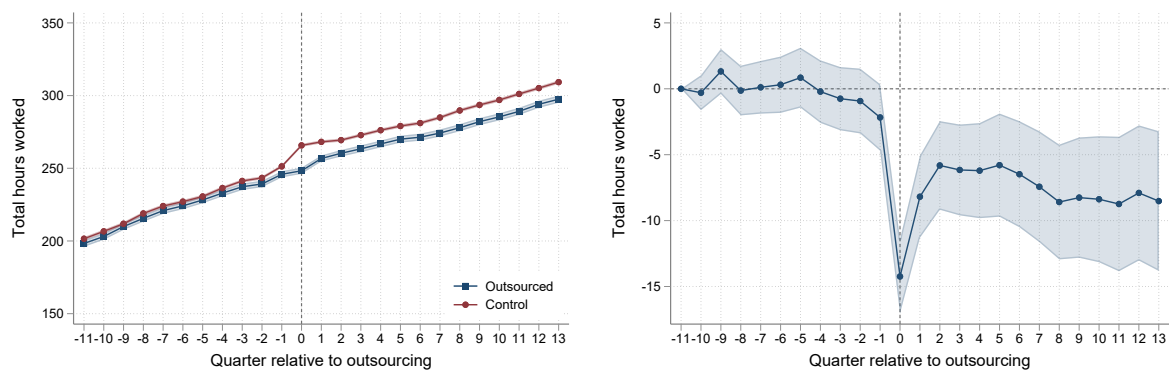 Total hours worked
350
300
250
200
150
-11 -10 -9 -8 -7 -6 -5 -4 -3 -2 -1 0 1 2 3 4 5 6 7 8 9 10 11 12 13
Quarter relative to outsourcing
Outsourced
Control
Total hours worked
5
0
-5
-10
-15
-11 -10 -9 -8 -7 -6 -5 -4 -3 -2 -1 0 1 2 3 4 5 6 7 8 9 10 11 12 13
Quarter relative to outsourcing